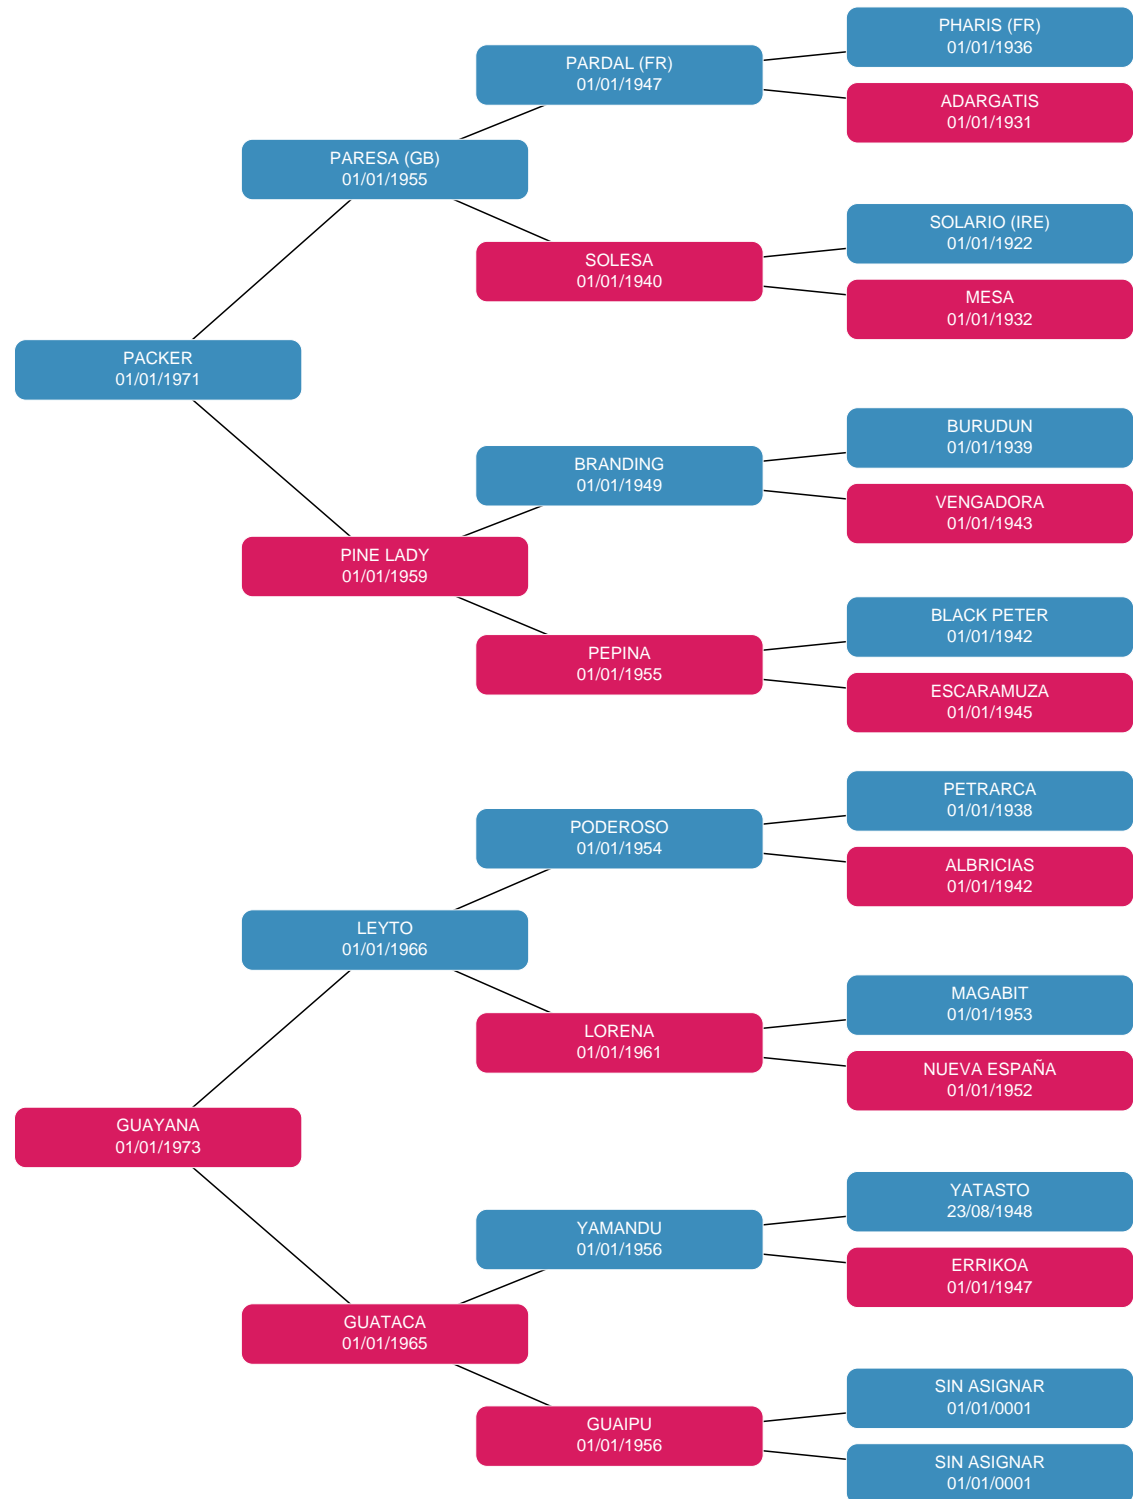 PHARIS (FR)
01/01/1936
PARDAL (FR)
01/01/1947
ADARGATIS
01/01/1931
PARESA (GB)
01/01/1955
SOLARIO (IRE)
01/01/1922
SOLESA
01/01/1940
MESA
01/01/1932
PACKER
01/01/1971
BURUDUN
01/01/1939
BRANDING
01/01/1949
VENGADORA
01/01/1943
PINE LADY
01/01/1959
BLACK PETER
01/01/1942
PEPINA
01/01/1955
ESCARAMUZA
01/01/1945
PETRARCA
01/01/1938
PODEROSO
01/01/1954
ALBRICIAS
01/01/1942
LEYTO
01/01/1966
MAGABIT
01/01/1953
LORENA
01/01/1961
NUEVA ESPAÑA
01/01/1952
GUAYANA
01/01/1973
YATASTO
23/08/1948
YAMANDU
01/01/1956
ERRIKOA
01/01/1947
GUATACA
01/01/1965
SIN ASIGNAR
01/01/0001
GUAIPU
01/01/1956
SIN ASIGNAR
01/01/0001